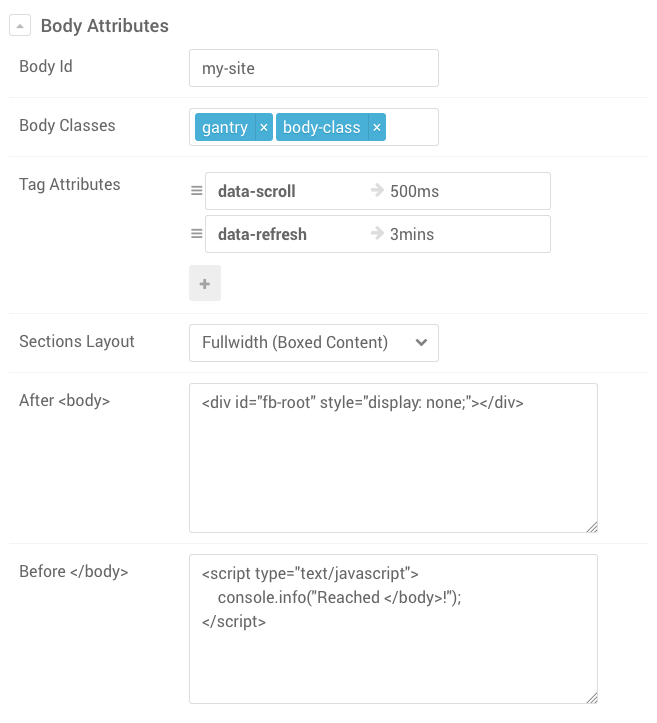 Body Attributes
Body Id my-site
Body Classes gantry × body-class ×
Tag Attributes data-scroll 500ms
data-refresh 3mins
+
Sections Layout Fullwidth (Boxed Content)
After <body> <div id="fb-root" style="display: none;"></div>
Before </body> <script type="text/javascript">
console.info("Reached </body>!");
</script>